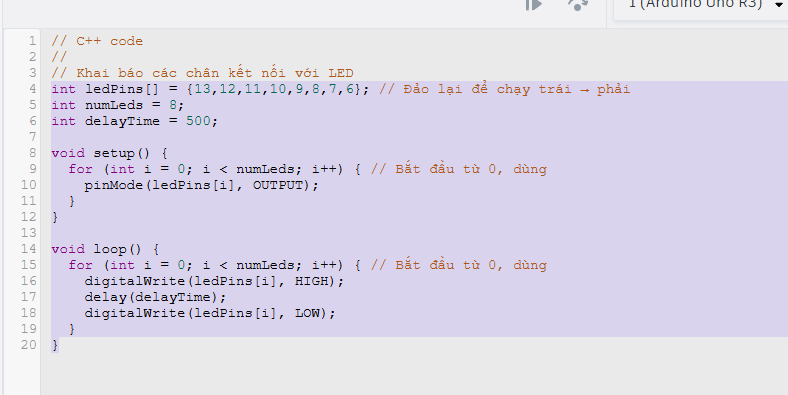 1 (Arduino Uno R3)
1 // C++ code
2 //
3 // Khai báo các chân kết nối với LED
4 int ledPins[] = {13,12,11,10,9,8,7,6}; // Đảo lại để chạy trái → phải
5 int numLeds = 8;
6 int delayTime = 500;
7
8 void setup() {
9 for (int i = 0; i < numLeds; i++) { // Bắt đầu từ 0, dùng
10 pinMode(ledPins[i], OUTPUT);
11 }
12 }
13
14 void loop() {
15 for (int i = 0; i < numLeds; i++) { // Bắt đầu từ 0, dùng
16 digitalWrite(ledPins[i], HIGH);
17 delay(delayTime);
18 digitalWrite(ledPins[i], LOW);
19 }
20 }